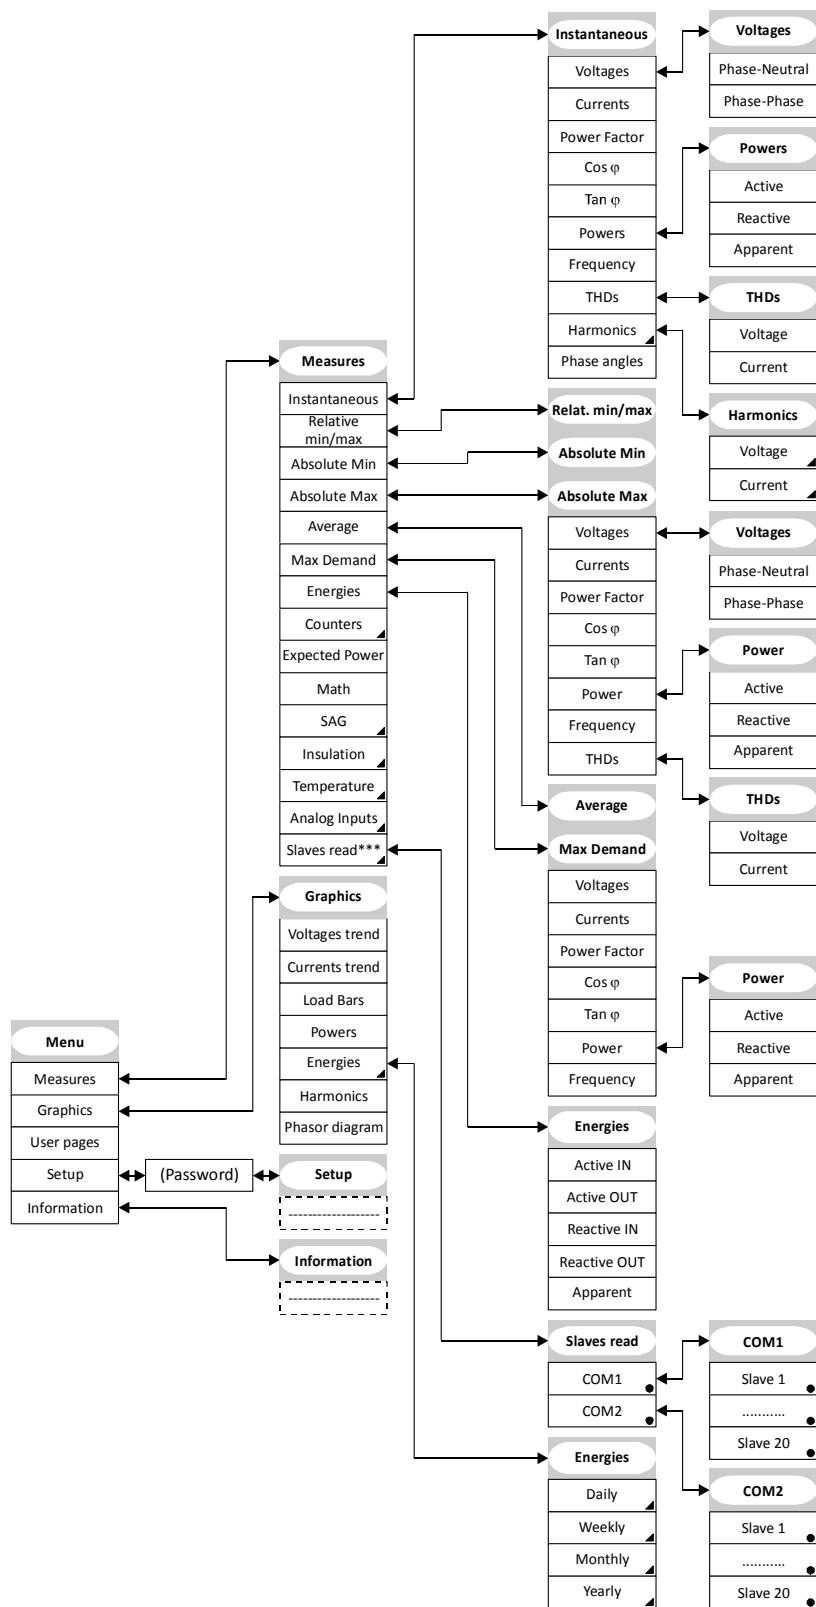 Menu
Measures
Graphics
User pages
Setup
Information
(Password)
Measures
Instantaneous
Relative
min/max
Absolute Min
Absolute Max
Average
Max Demand
Energies
Counters
Expected Power
Math
SAG
Insulation
Temperature
Analog Inputs
Slaves read***
Graphics
Voltages trend
Currents trend
Load Bars
Powers
Energies
Harmonics
Phasor diagram
Setup
--------------------
Information
--------------------
Instantaneous
Voltages
Currents
Power Factor
Cos φ
Tan φ
Powers
Frequency
THDs
Harmonics
Phase angles
Relat. min/max
Absolute Min
Absolute Max
Voltages
Currents
Power Factor
Cos φ
Tan φ
Power
Frequency
THDs
Average
Max Demand
Voltages
Currents
Power Factor
Cos φ
Tan φ
Power
Frequency
Energies
Active IN
Active OUT
Reactive IN
Reactive OUT
Apparent
Slaves read
COM1
COM2
Energies
Daily
Weekly
Monthly
Yearly
Voltages
Phase-Neutral
Phase-Phase
Powers
Active
Reactive
Apparent
THDs
Voltage
Current
Harmonics
Voltage
Current
Voltages
Phase-Neutral
Phase-Phase
Power
Active
Reactive
Apparent
THDs
Voltage
Current
Power
Active
Reactive
Apparent
COM1
Slave 1
...........
Slave 20
COM2
Slave 1
...........
Slave 20